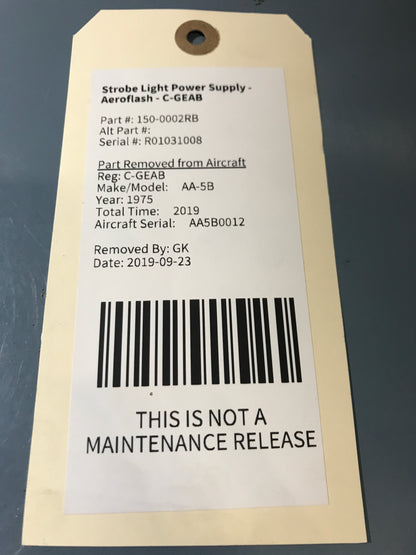 Strobe Light Power Supply -
Aeroflash - C-GEAB
Part #: 150-0002RB
Alt Part #:
Serial #: R01031008
Part Removed from Aircraft
Reg: C-GEAB
Make/Model: AA-5B
Year: 1975
Total Time: 2019
Aircraft Serial: AA5B0012
Removed By: GK
Date: 2019-09-23
THIS IS NOT A
MAINTENANCE RELEASE